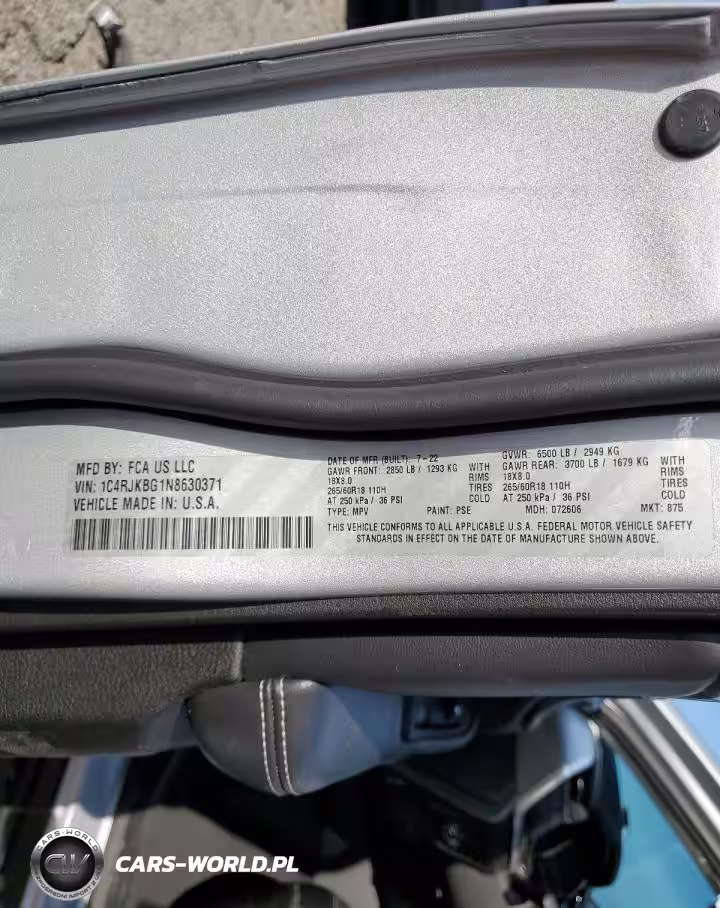 MFD BY: FCA US LLC
VIN: 1C4RJKBG1N8630371
VEHICLE MADE IN: U.S.A.
DATE OF MFR (BUILT): 7-22
GAWR FRONT: 2850 LB / 1293 KG WITH
18X8.0 RIMS
265/60R18 110H TIRES
AT 250 kPa / 36 PSI COLD
GVWR: 6500 LB / 2949 KG
GAWR REAR: 3700 LB / 1679 KG WITH
18X8.0 RIMS
265/60R18 110H TIRES
AT 250 kPa / 36 PSI COLD
TYPE: MPV PAINT: PSE MDH: 072606 MKT: 875
THIS VEHICLE CONFORMS TO ALL APPLICABLE U.S.A. FEDERAL MOTOR VEHICLE SAFETY
STANDARDS IN EFFECT ON THE DATE OF MANUFACTURE SHOWN ABOVE.
CARS-WORLD
CW
CARS-WORLD.PL